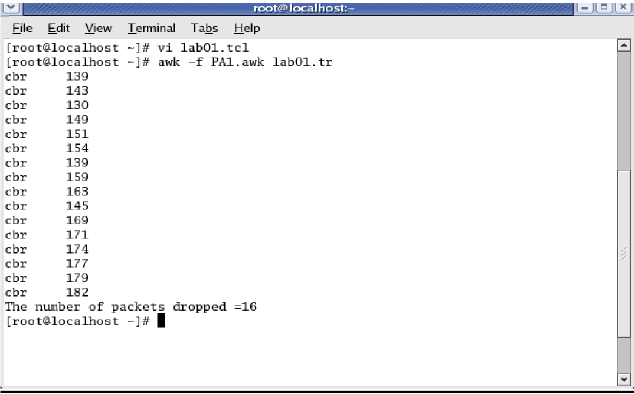 root@localhost:~
File Edit View Terminal Tabs Help
[root@localhost ~]# vi lab01.tcl
[root@localhost ~]# awk -f PA1.awk lab01.tr
cbr 139
cbr 143
cbr 130
cbr 149
cbr 151
cbr 154
cbr 139
cbr 159
cbr 163
cbr 145
cbr 169
cbr 171
cbr 174
cbr 177
cbr 179
cbr 182
The number of packets dropped =16
[root@localhost ~]#